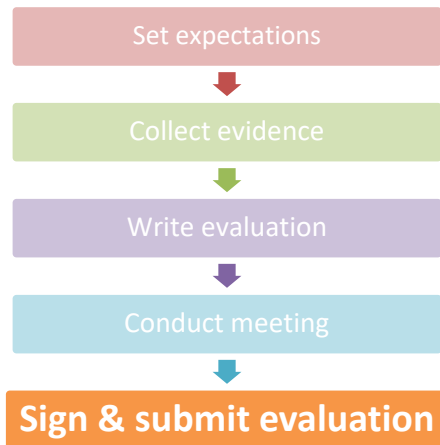 Set expectations
Collect evidence
Write evaluation
Conduct meeting
Sign & submit evaluation